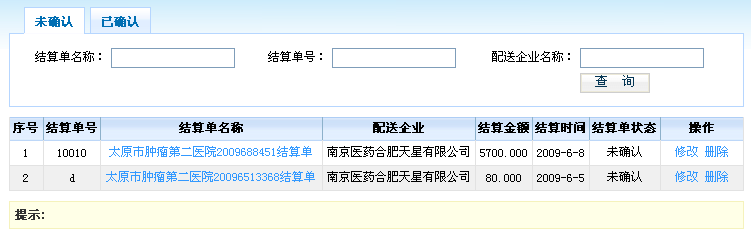 未确认 已确认
结算单名称： 结算单号： 配送企业名称：
查 询
序号 结算单号 结算单名称 配送企业 结算金额 结算时间 结算单状态 操作
1 10010 太原市肿瘤第二医院2009688451结算单 南京医药合肥天星有限公司 5700.000 2009-6-8 未确认 修改 删除
2 d 太原市肿瘤第二医院20096513368结算单 南京医药合肥天星有限公司 80.000 2009-6-5 未确认 修改 删除
提示: